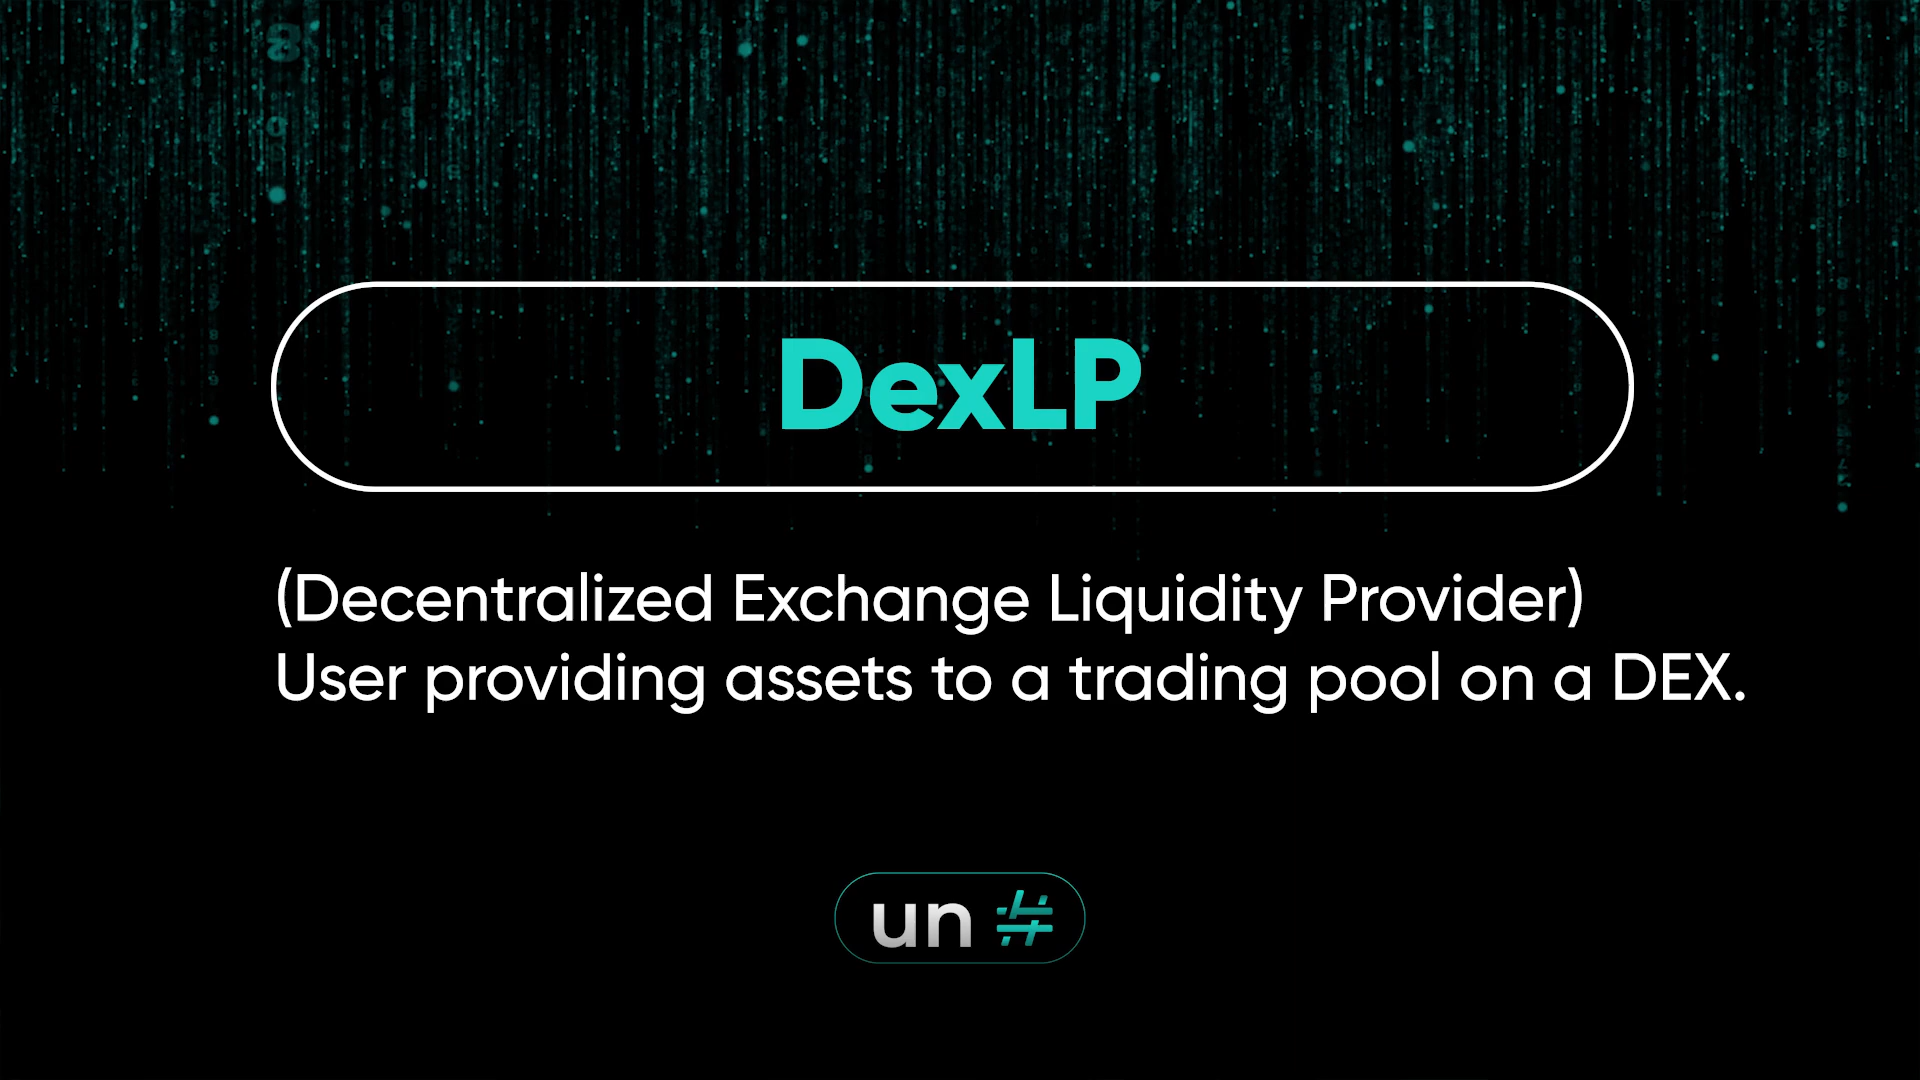 DexLP
(Decentralized Exchange Liquidity Provider)
User providing assets to a trading pool on a DEX.
un #